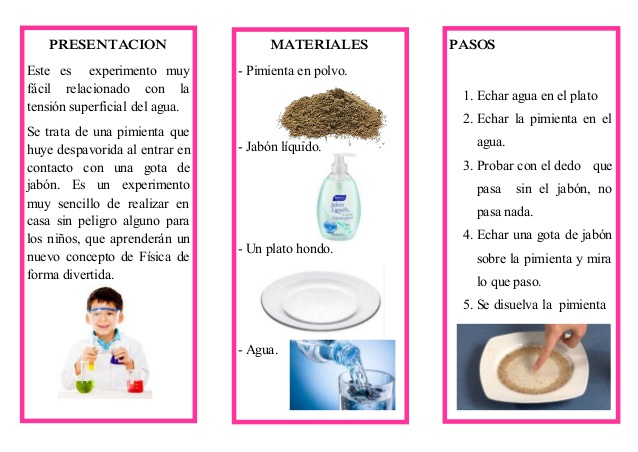 PRESENTACION
Este es experimento muy
fácil relacionado con la
tensión superficial del agua.
Se trata de una pimienta que
huye despavorida al entrar en
contacto con una gota de
jabón. Es un experimento
muy sencillo de realizar en
casa sin peligro alguno para
los niños, que aprenderán un
nuevo concepto de Física de
forma divertida.
MATERIALES
- Pimienta en polvo.
- Jabón líquido.
- Un plato hondo.
- Agua.
PASOS
1. Echar agua en el plato
2. Echar la pimienta en el
agua.
3. Probar con el dedo que
pasa sin el jabón, no
pasa nada.
4. Echar una gota de jabón
sobre la pimienta y mira
lo que paso.
5. Se disuelva la pimienta